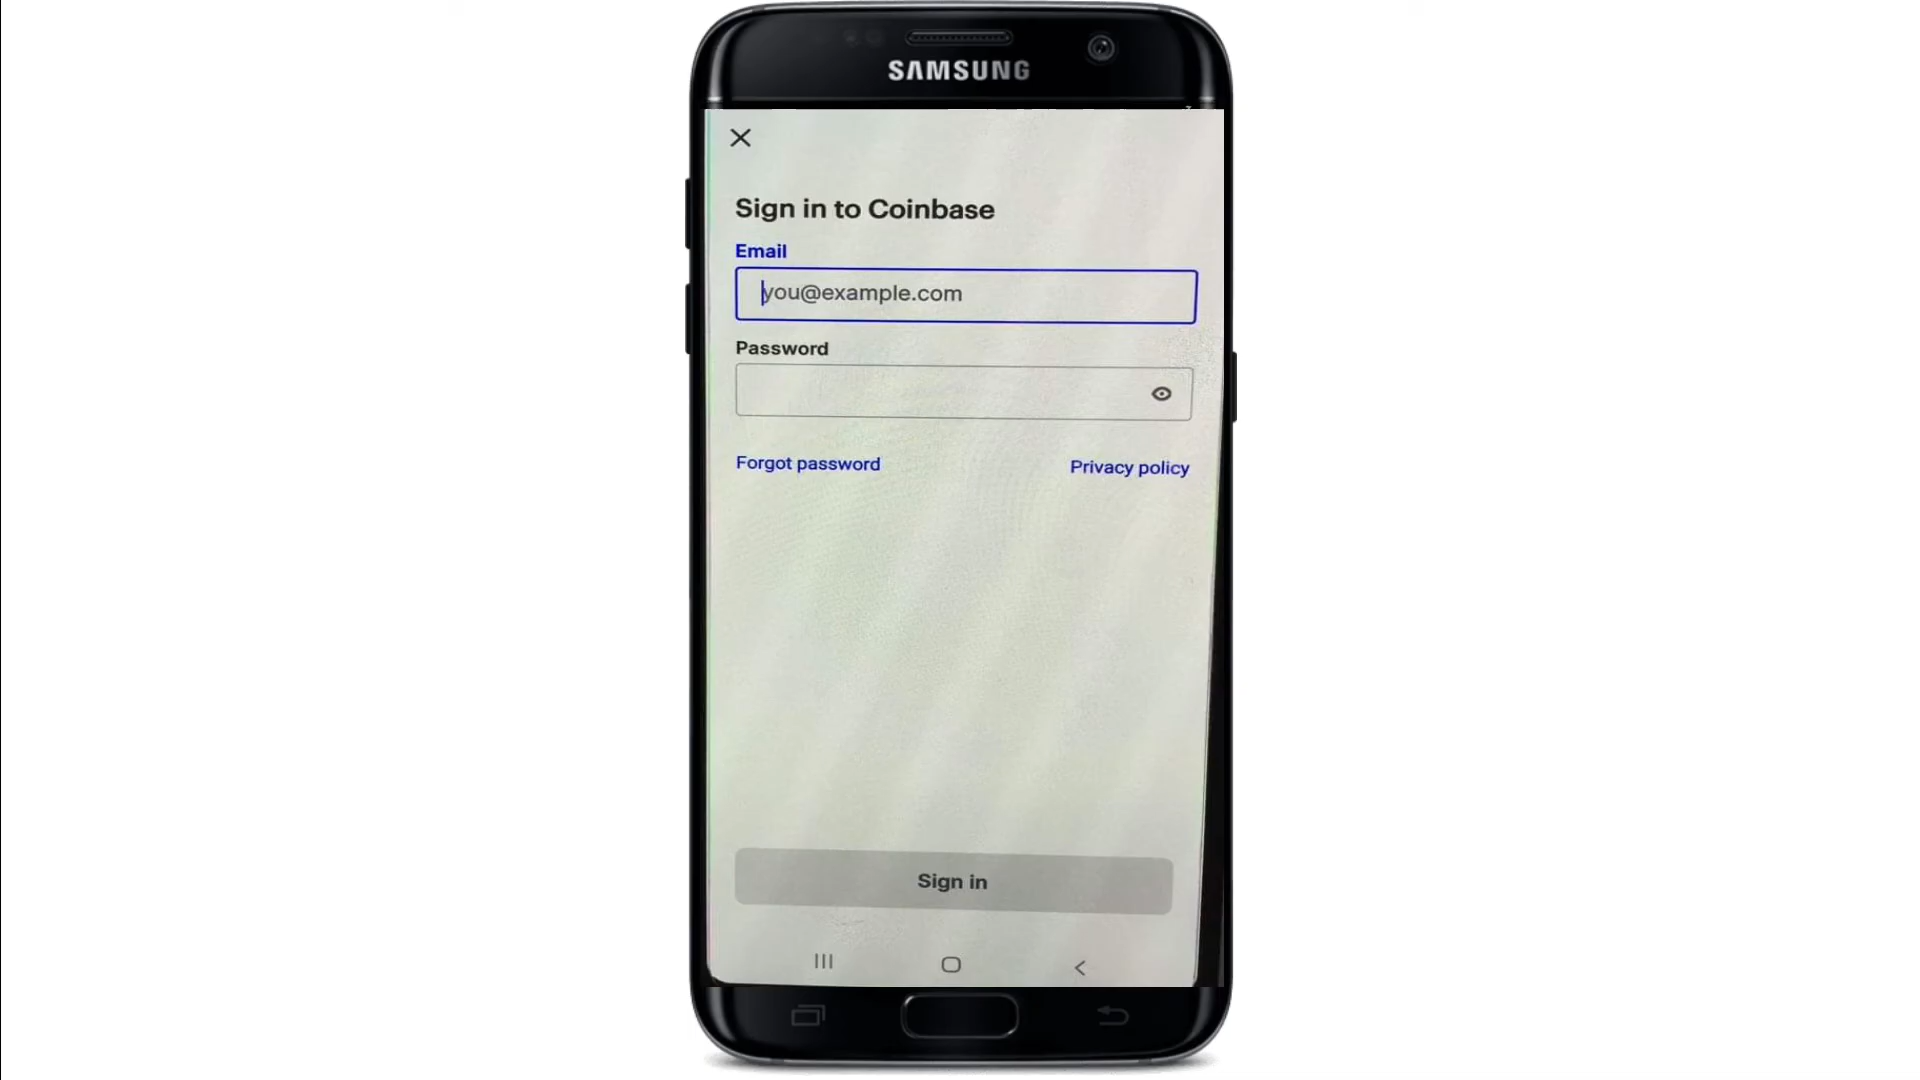 SAMSUNG
Sign in to Coinbase
Email
you@example.com
Password
Forgot password
Privacy policy
Sign in